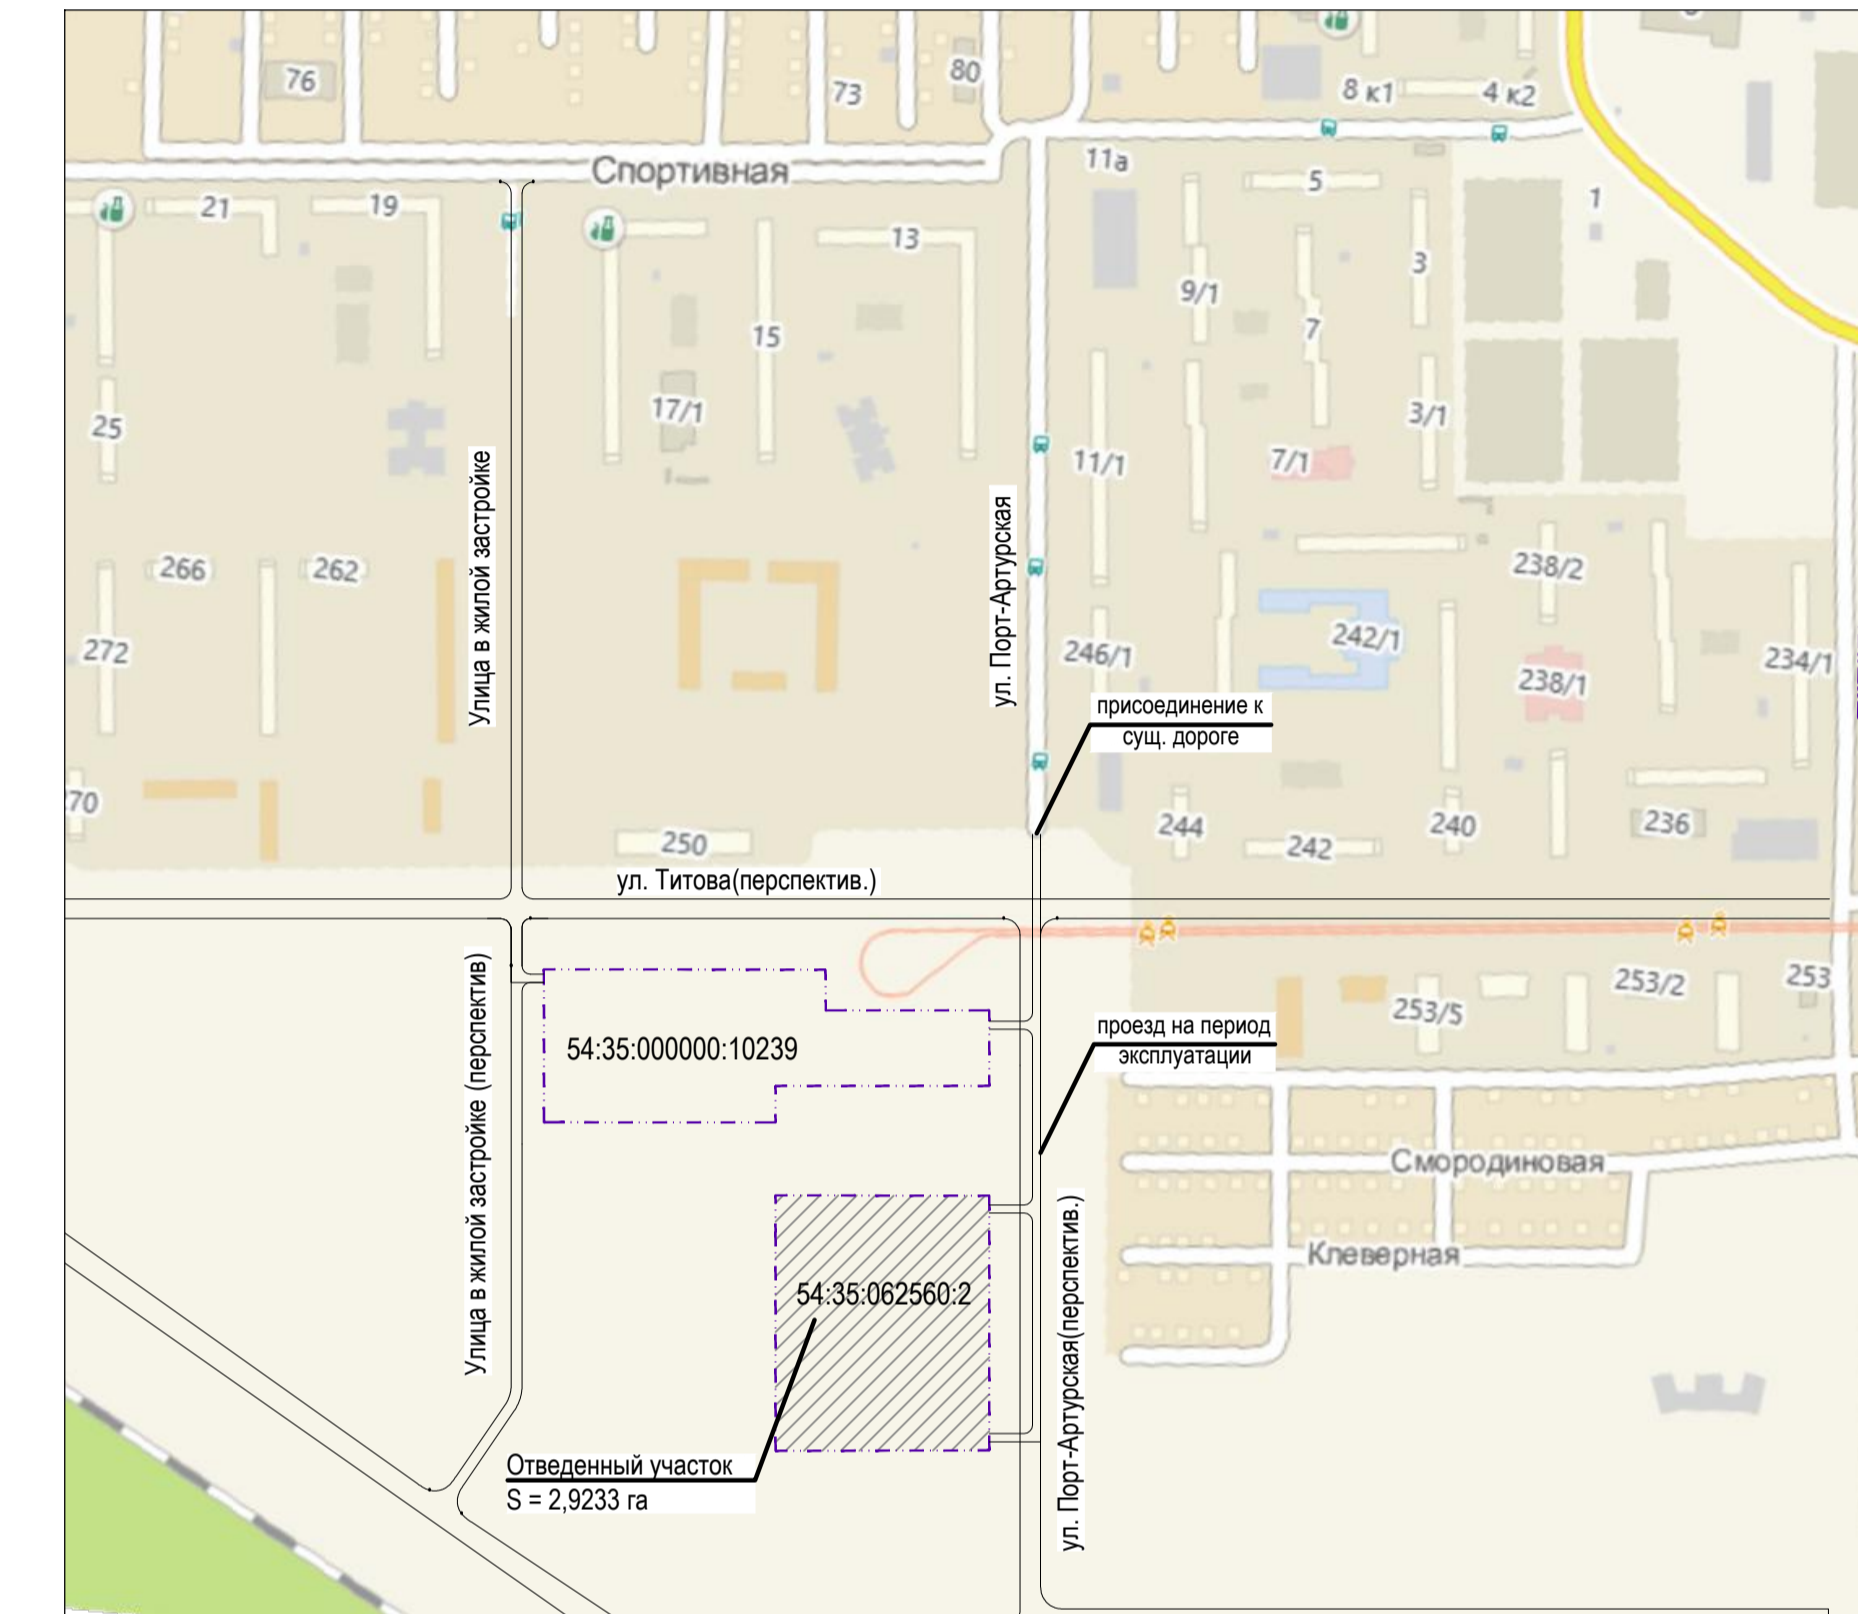 76
73
80
8 к1
4 к2
Спортивная
11а
5
1
21
19
13
9/1
3
7
15
25
17/1
3/1
11/1
7/1
Улица в жилой застройке
ул. Порт-Артурская
266
262
238/2
272
246/1
242/1
238/1
234/1
присоединение к
сущ. дороге
70
250
244
242
240
236
ул. Титова(перспектив.)
253/5
253/2
253
Улица в жилой застройке (перспектив)
54:35:000000:10239
проезд на период
эксплуатации
Смородиновая
Клеверная
54:35:062560:2
ул. Порт-Артурская(перспектив.)
Отведенный участок
S = 2,9233 га